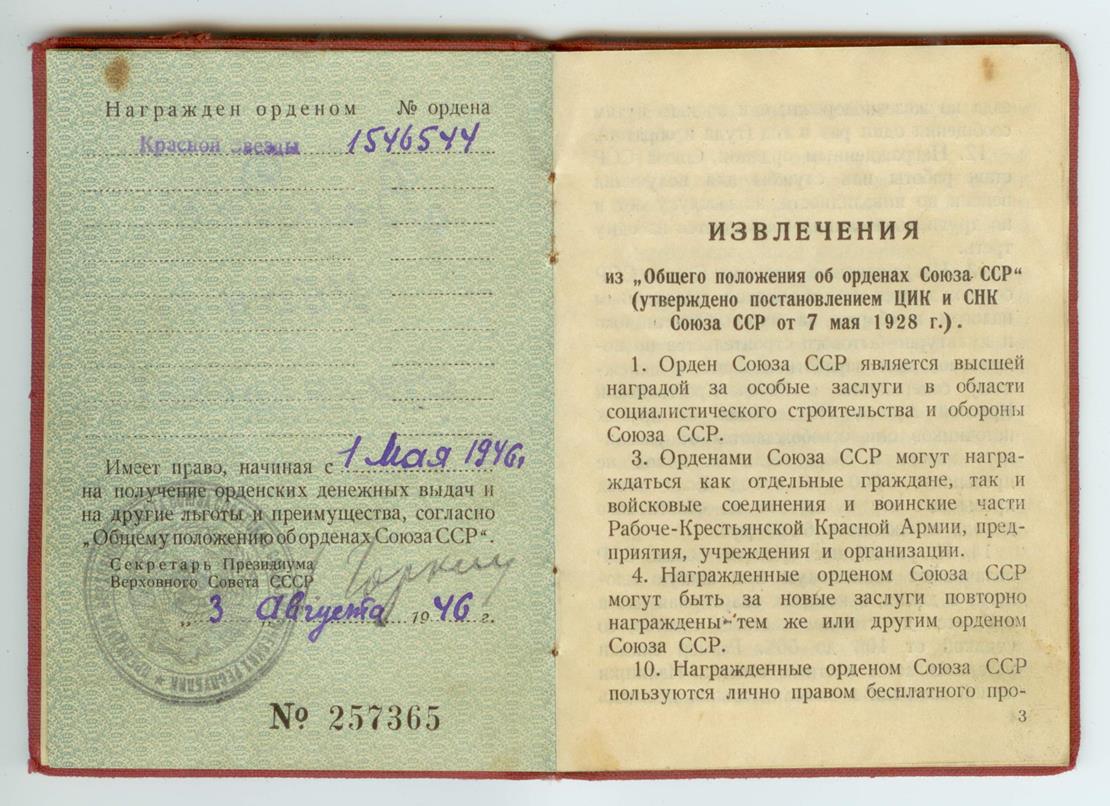 Награжден орденом № ордена
Красной Звезды 1546544
Имеет право, начиная с 1 Мая 1946г.
на получение орденских денежных выдач и
на другие льготы и преимущества, согласно
„Общему положению об орденах Союза ССР“.
Секретарь Президиума
Верховного Совета СССР
Горкин
„ 3 Августа 1946 г.
№ 257365
ИЗВЛЕЧЕНИЯ
из „Общего положения об орденах Союза ССР“
(утверждено постановлением ЦИК и СНК
Союза ССР от 7 мая 1928 г.).
1. Орден Союза ССР является высшей
наградой за особые заслуги в области
социалистического строительства и обороны
Союза ССР.
3. Орденами Союза ССР могут награ-
ждаться как отдельные граждане, так и
войсковые соединения и воинские части
Рабоче-Крестьянской Красной Армии, пред-
приятия, учреждения и организации.
4. Награжденные орденом Союза ССР
могут быть за новые заслуги повторно
награждены тем же или другим орденом
Союза ССР.
10. Награжденные орденом Союза ССР
пользуются лично правом бесплатного про-
3